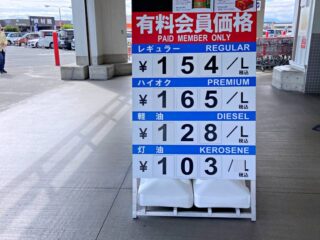 有料会員価格
PAID MEMBER ONLY
レギュラー REGULAR
¥154/L 税込
ハイオク PREMIUM
¥165/L 税込
軽油 DIESEL
¥128/L 税込
灯油 KEROSENE
¥103/L 税込